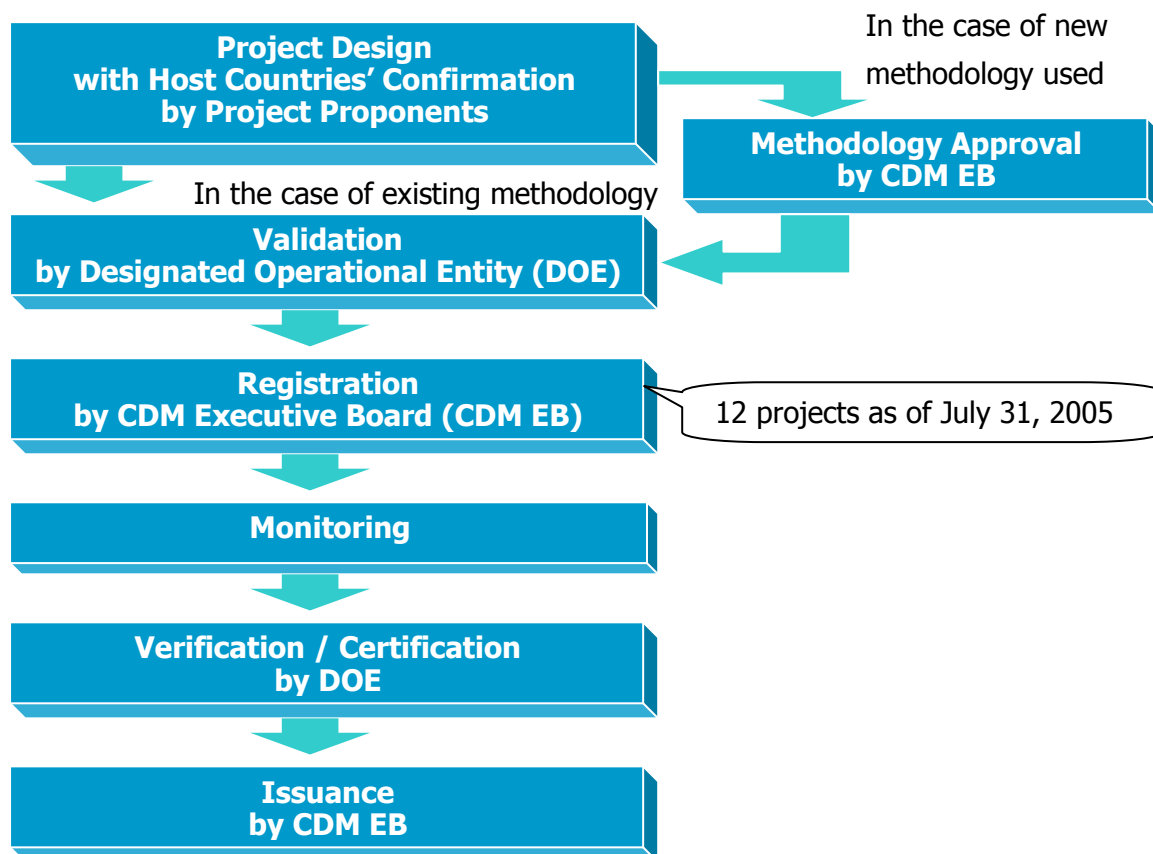 Project Design
with Host Countries’ Confirmation
by Project Proponents
In the case of new
methodology used
Methodology Approval
by CDM EB
In the case of existing methodology
Validation
by Designated Operational Entity (DOE)
Registration
by CDM Executive Board (CDM EB)
12 projects as of July 31, 2005
Monitoring
Verification / Certification
by DOE
Issuance
by CDM EB